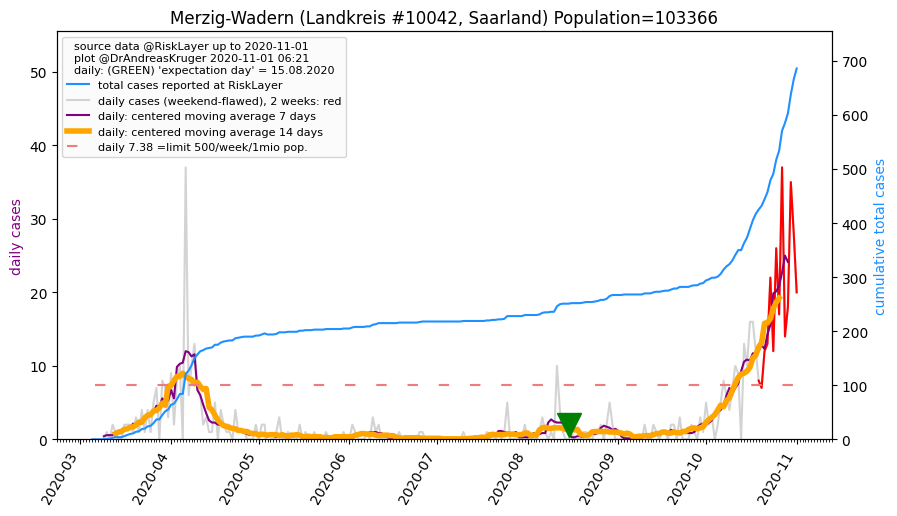 Merzig-Wadern (Landkreis #10042, Saarland) Population=103366
source data @RiskLayer up to 2020-11-01
plot @DrAndreasKruger 2020-11-01 06:21
daily: (GREEN) 'expectation day' = 15.08.2020
total cases reported at RiskLayer
daily cases (weekend-flawed), 2 weeks: red
daily: centered moving average 7 days
daily: centered moving average 14 days
daily 7.38 =limit 500/week/1mio pop.
daily cases
50
40
30
20
10
0
cumulative total cases
700
600
500
400
300
200
100
0
2020-03
2020-04
2020-05
2020-06
2020-07
2020-08
2020-09
2020-10
2020-11